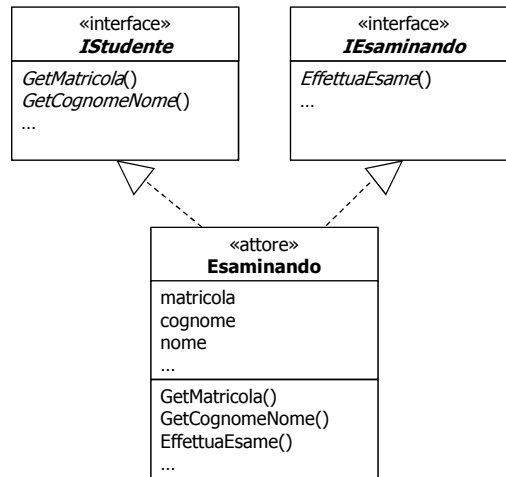 «interface»
IStudente
GetMatricola()
GetCognomeNome()
...
«interface»
IEsaminando
EffettuaEsame()
...
«attore»
Esaminando
matricola
cognome
nome
...
GetMatricola()
GetCognomeNome()
EffettuaEsame()
...